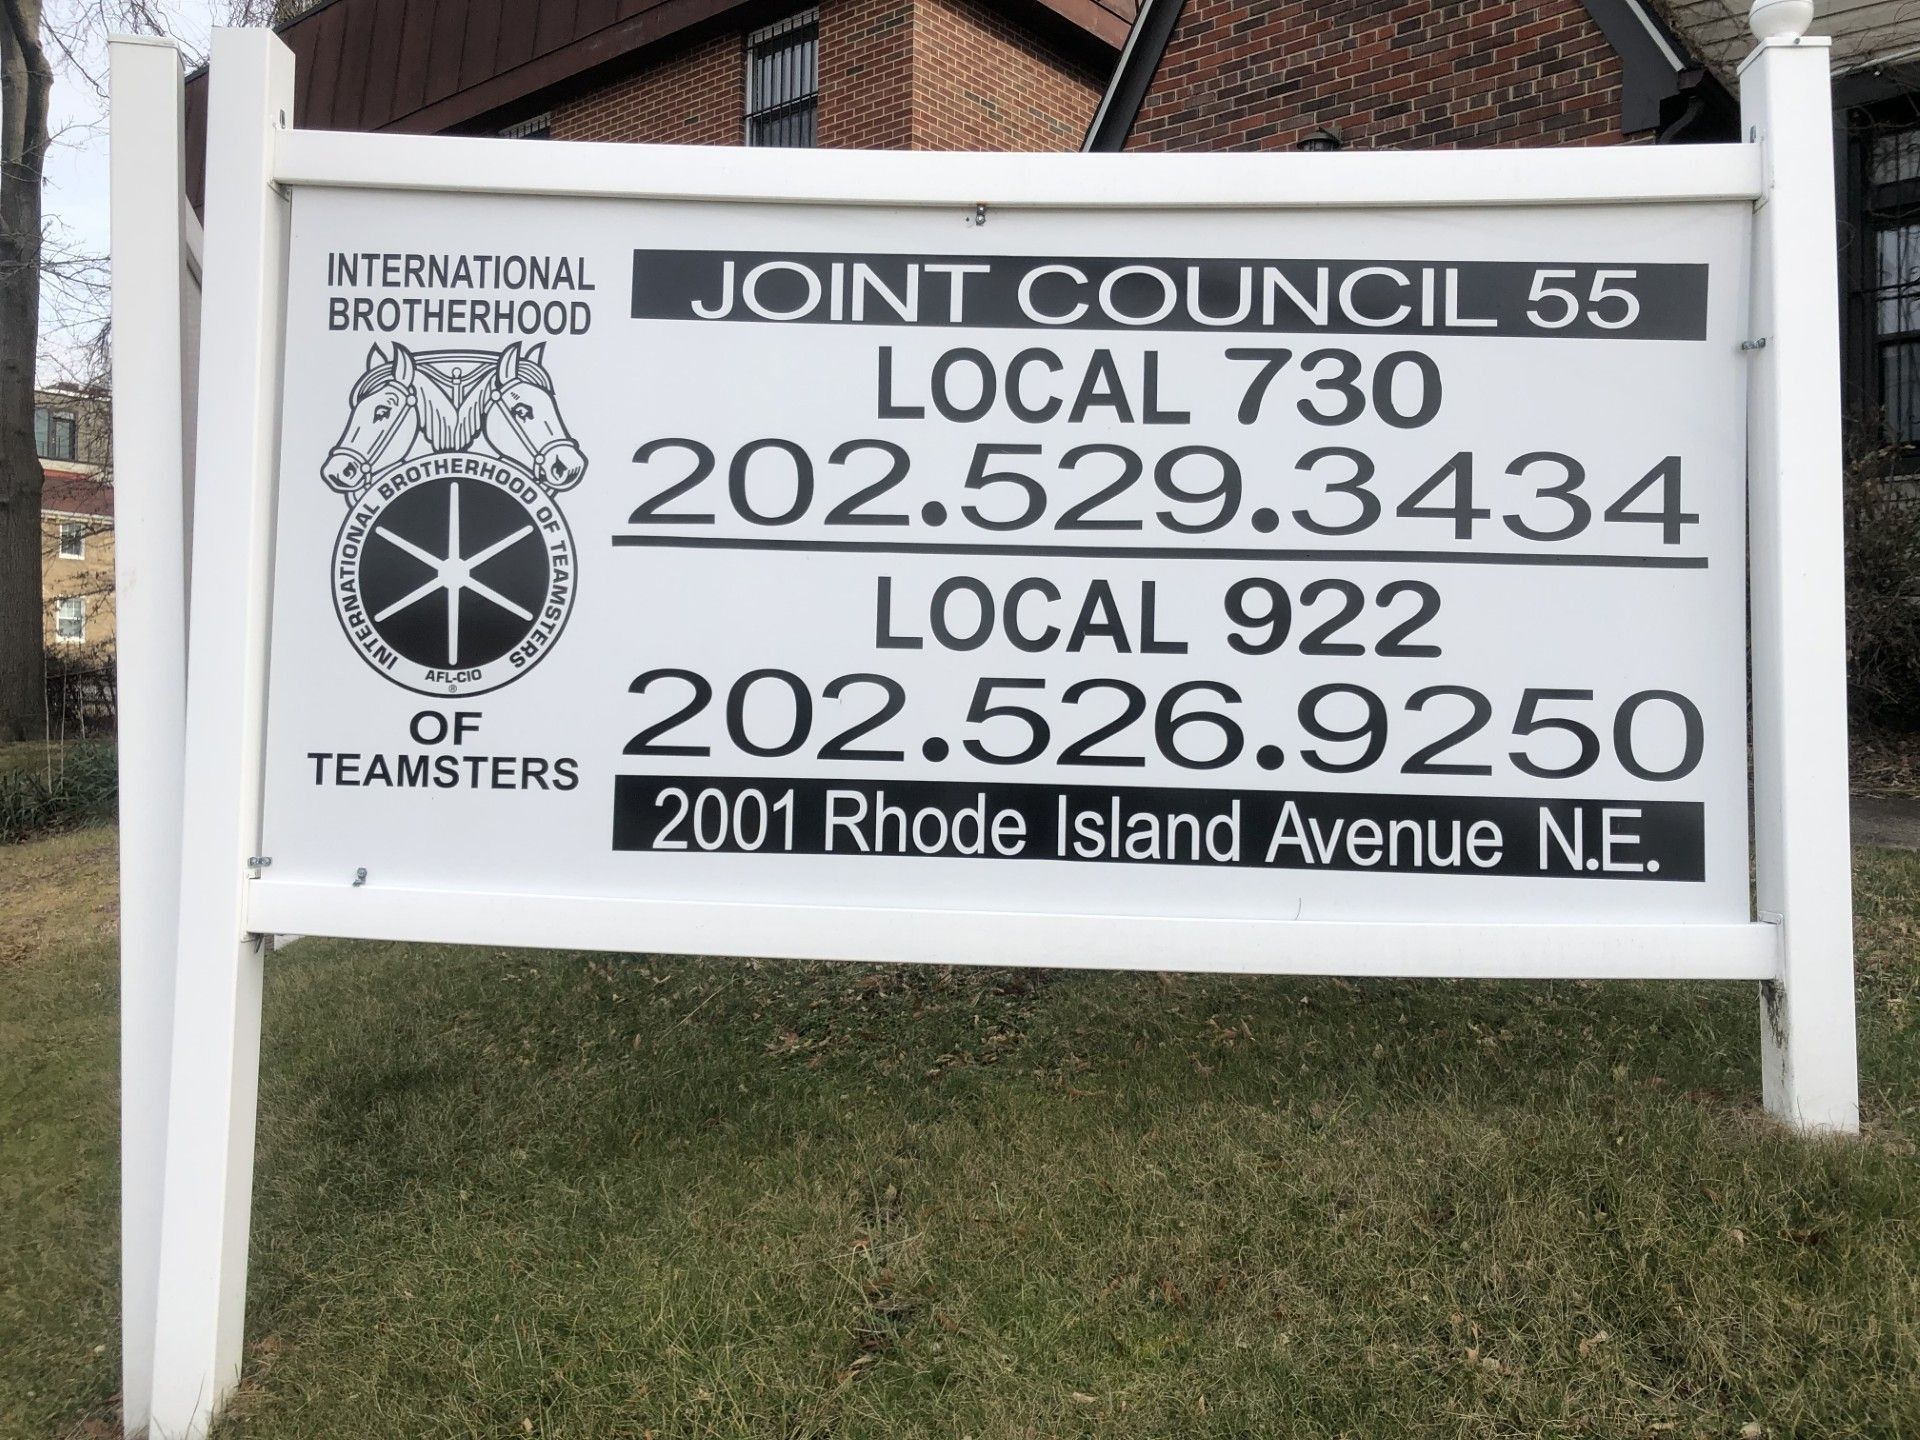 INTERNATIONAL
BROTHERHOOD
INTERNATIONAL BROTHERHOOD OF TEAMSTERS
AFL-CIO
®
OF
TEAMSTERS
JOINT COUNCIL 55
LOCAL 730
202.529.3434
LOCAL 922
202.526.9250
2001 Rhode Island Avenue N.E.